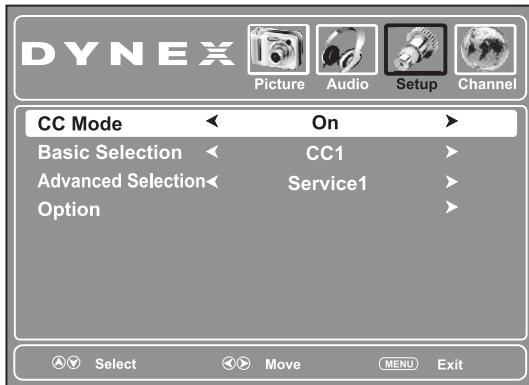 DYNEX
Picture Audio Setup Channel
CC Mode On
Basic Selection CC1
Advanced Selection Service1
Option
Select Move MENU Exit